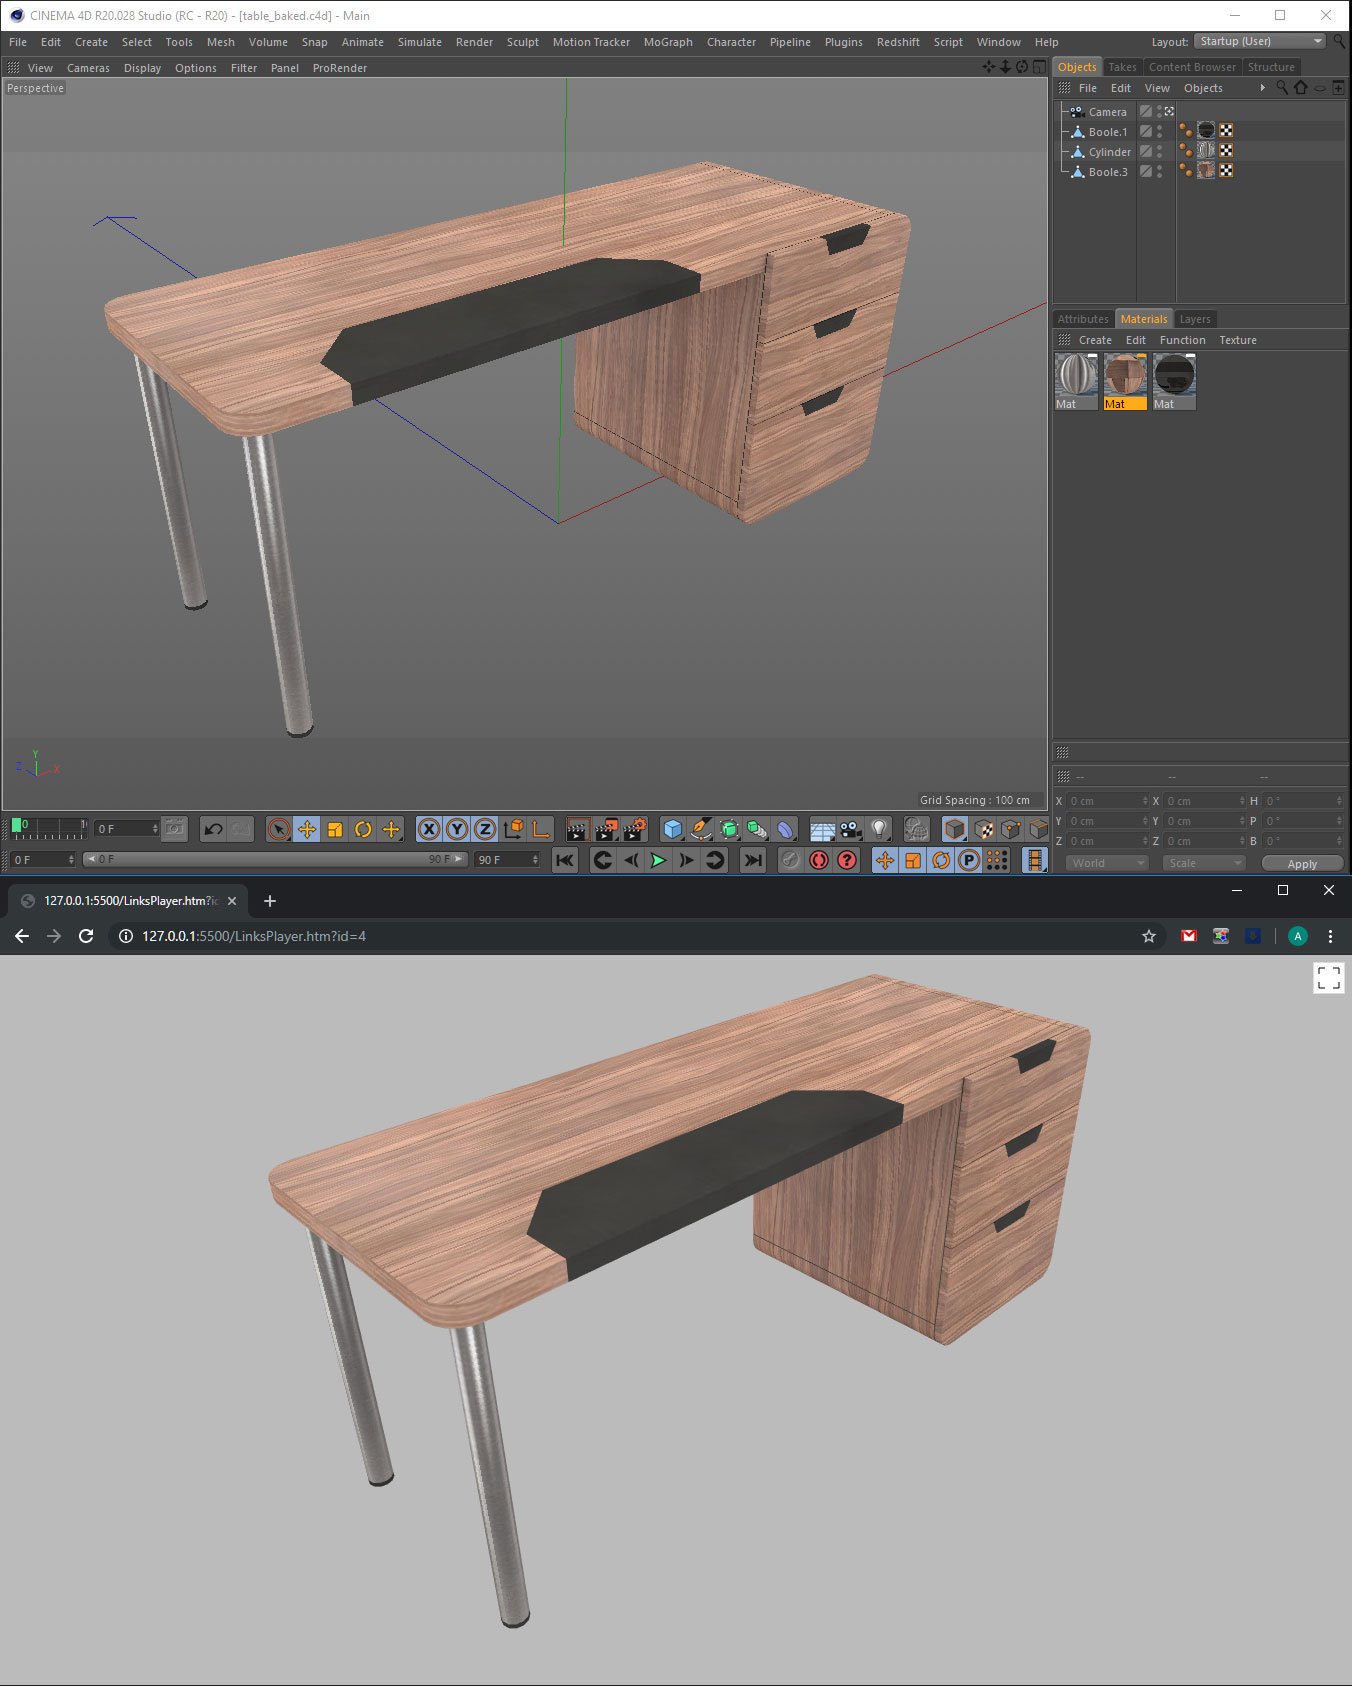 CINEMA 4D R20.028 Studio (RC - R20) - [table_baked.c4d] - Main
File Edit Create Select Tools Mesh Volume Snap Animate Simulate Render Sculpt Motion Tracker MoGraph Character Pipeline Plugins Redshift Script Window Help Layout: Startup (User)
View Cameras Display Options Filter Panel ProRender
Objects Takes Content Browser Structure
File Edit View Objects
Perspective
Camera
Boole.1
Cylinder
Boole.3
Attributes Materials Layers
Create Edit Function Texture
Mat Mat Mat
Y
Z X
Grid Spacing : 100 cm
-- -- --
X 0 cm X 0 cm H 0 °
Y 0 cm Y 0 cm P 0 °
Z 0 cm Z 0 cm B 0 °
World Scale Apply
0 0 F X Y Z
0 F 0 F 90 F 90 F ? P
127.0.0.1:5500/LinksPlayer.htm?id
127.0.0.1:5500/LinksPlayer.htm?id=4
A